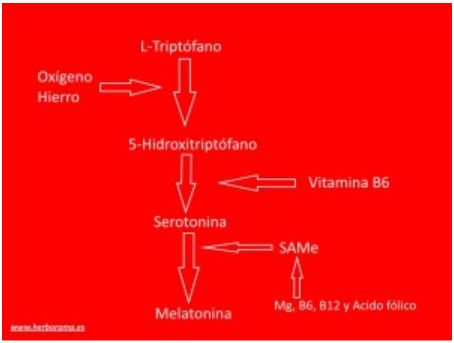 L-Triptófano
Oxígeno
Hierro
5-Hidroxitriptófano
Vitamina B6
Serotonina
SAMe
Melatonina
Mg, B6, B12 y Acido fólico
www.herborama.es